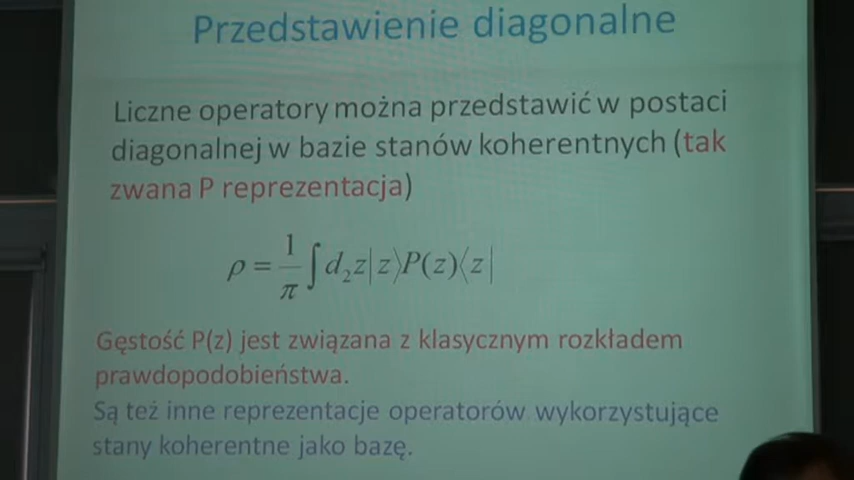 Przedstawienie diagonalne
Liczne operatory można przedstawić w postaci
diagonalnej w bazie stanów koherentnych (tak
zwana P reprezentacja)
ρ = 1/π ∫ d₂z|z⟩P(z)⟨z|
Gęstość P(z) jest związana z klasycznym rozkładem
prawdopodobieństwa.
Są też inne reprezentacje operatorów wykorzystujące
stany koherentne jako bazę.